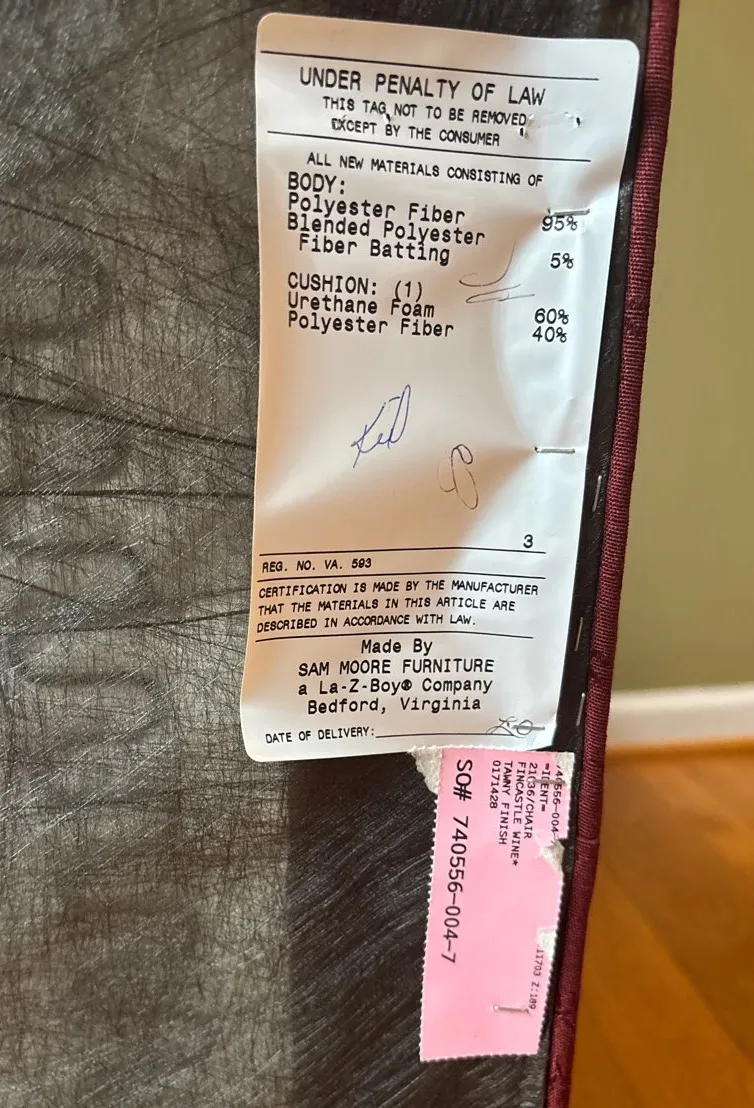 UNDER PENALTY OF LAW
THIS TAG NOT TO BE REMOVED
EXCEPT BY THE CONSUMER
ALL NEW MATERIALS CONSISTING OF
BODY:
Polyester Fiber 95%
Blended Polyester
Fiber Batting 5%
CUSHION: (1)
Urethane Foam 60%
Polyester Fiber 40%
3
REG. NO. VA. 593
CERTIFICATION IS MADE BY THE MANUFACTURER
THAT THE MATERIALS IN THIS ARTICLE ARE
DESCRIBED IN ACCORDANCE WITH LAW.
Made By
SAM MOORE FURNITURE
a La-Z-Boy® Company
Bedford, Virginia
DATE OF DELIVERY:
=IDENT=
FINCASTLE WINE*
TAWNY FINISH
0171428
SO# 740556-004-7